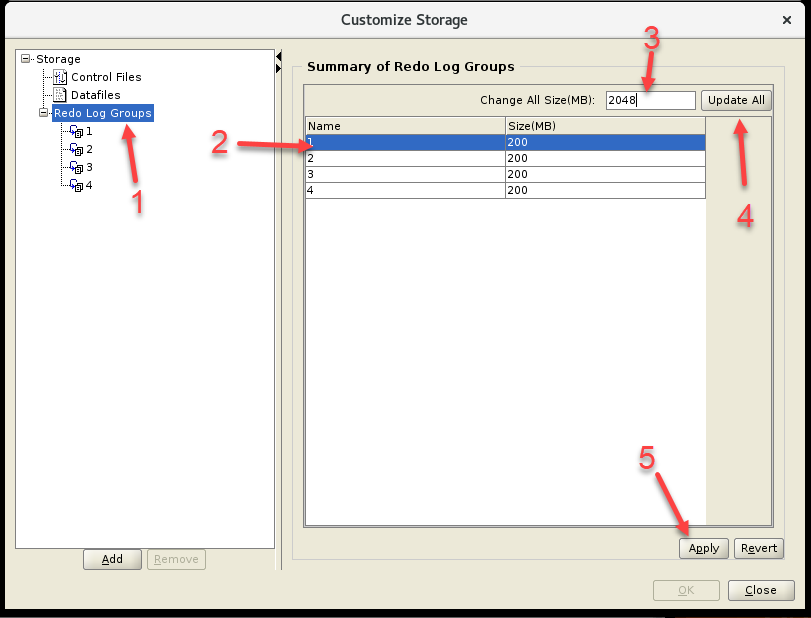 Customize Storage
Storage
Control Files
Datafiles
Redo Log Groups
1
2
3
4
1
Add
Remove
Summary of Redo Log Groups
3
Change All Size(MB):
2048
Update All
Name
Size(MB)
2
1
200
2
200
3
200
4
200
4
5
Apply
Revert
OK
Close